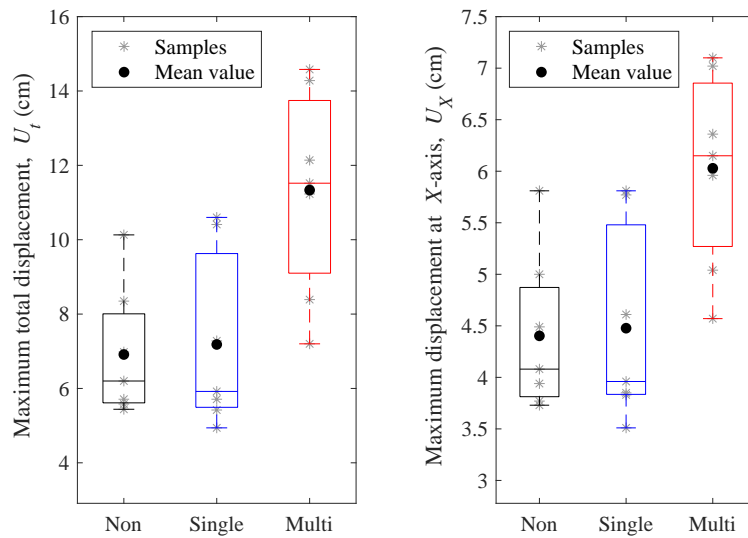 Maximum total displacement, U_t (cm)
16
14
12
10
8
6
4
Samples
Mean value
Non Single Multi
Maximum displacement at X-axis, U_X (cm)
7.5
7
6.5
6
5.5
5
4.5
4
3.5
3
Samples
Mean value
Non Single Multi